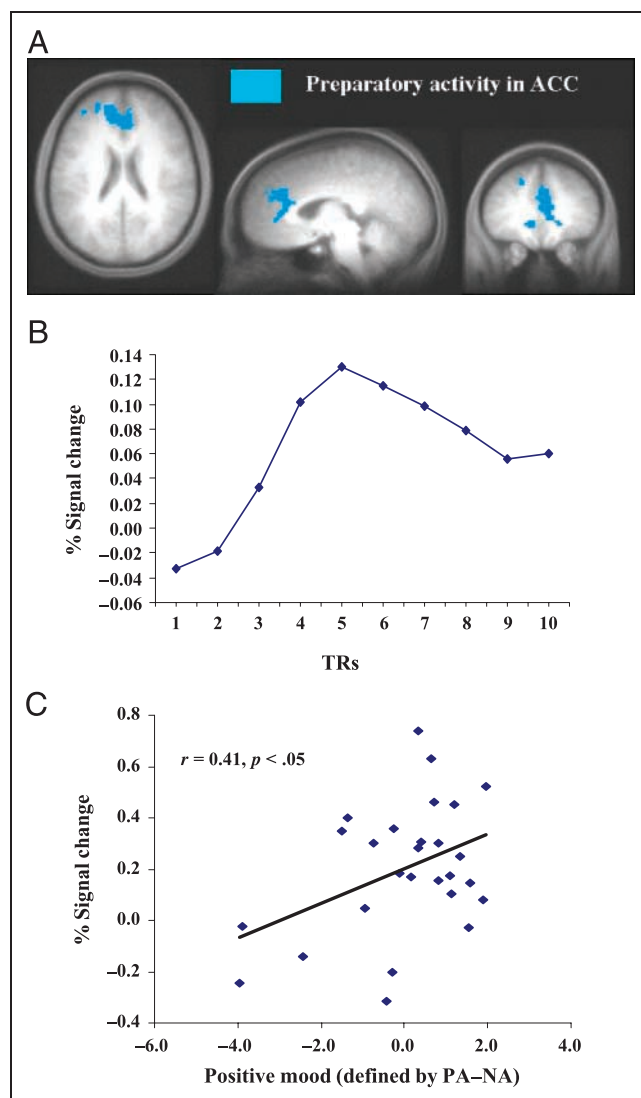 A
Preparatory activity in ACC
B
% Signal change
0.14
0.12
0.10
0.08
0.06
0.04
0.02
0.00
−0.02
−0.04
−0.06
1 2 3 4 5 6 7 8 9 10
TRs
C
% Signal change
0.8
0.6
0.4
0.2
0.0
−0.2
−0.4
r = 0.41, p < .05
−6.0 −4.0 −2.0 0.0 2.0 4.0
Positive mood (defined by PA–NA)